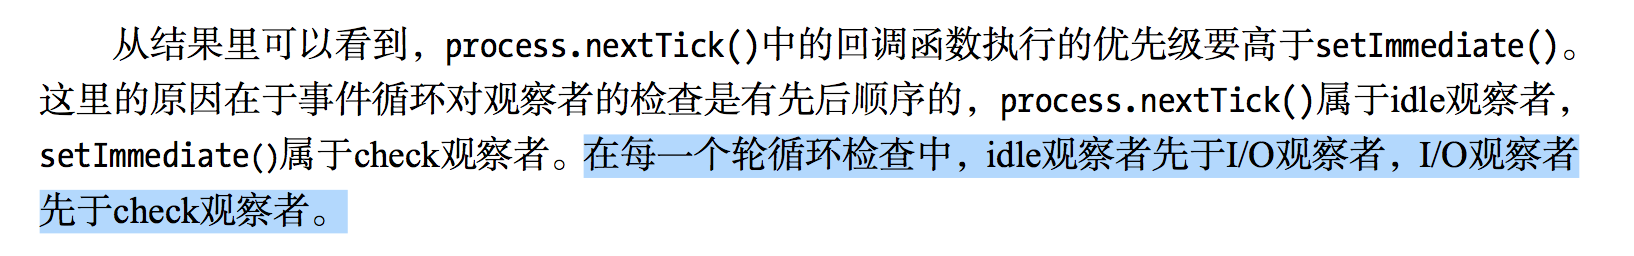 从结果里可以看到，process.nextTick()中的回调函数执行的优先级要高于setImmediate()。
这里的原因在于事件循环对观察者的检查是有先后顺序的，process.nextTick()属于idle观察者，
setImmediate()属于check观察者。在每一个轮循环检查中，idle观察者先于I/O观察者，I/O观察者
先于check观察者。